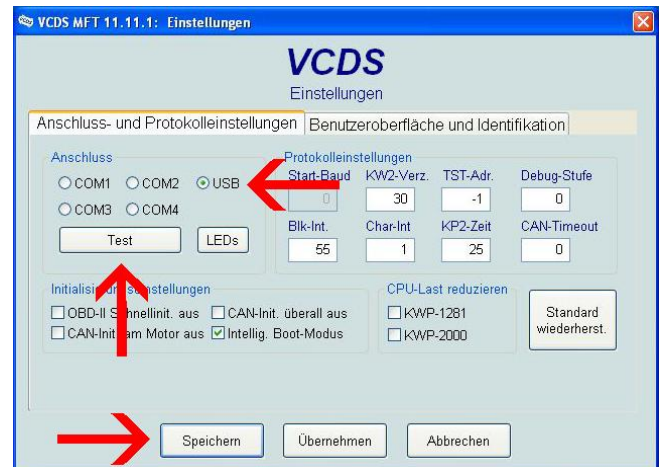 VCDS MFT 11.11.1: Einstellungen
VCDS
Einstellungen
Anschluss- und Protokolleinstellungen Benutzeroberfläche und Identifikation
Anschluss
COM1 COM2 USB
COM3 COM4
Test LEDs
Protokolleinstellungen
Start-Baud KW2-Verz. TST-Adr. Debug-Stufe
0 30 -1 0
Blk-Int. Char-Int KP2-Zeit CAN-Timeout
55 1 25 0
Initialisierungseinstellungen
OBD-II Schnellinit. aus CAN-Init. überall aus
CAN-Init. am Motor aus Intellig. Boot-Modus
CPU-Last reduzieren
KWP-1281
KWP-2000
Standard
wiederherst.
Speichern Übernehmen Abbrechen